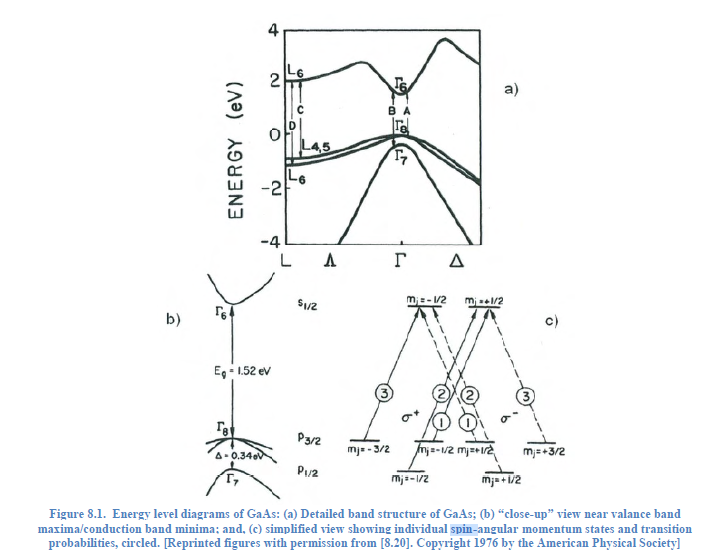 4
2
0
-2
-4
ENERGY (eV)
L6
C
D
L4,5
L6
Γ6
B A
Γ8
Γ7
L Λ Γ Δ
a)
b)
Γ6
S1/2
Eg = 1.52 eV
Γ8
P3/2
Δ=0.34eV
P1/2
Γ7
c)
mj=-1/2 mj=+1/2
3 2 2 3
σ+ 1 1 σ-
mj=-3/2 mj=-1/2 mj=+1/2 mj=+3/2
mj=-1/2 mj=+1/2
Figure 8.1. Energy level diagrams of GaAs: (a) Detailed band structure of GaAs; (b) “close-up” view near valance band
maxima/conduction band minima; and, (c) simplified view showing individual spin-angular momentum states and transition
probabilities, circled. [Reprinted figures with permission from [8.20]. Copyright 1976 by the American Physical Society]